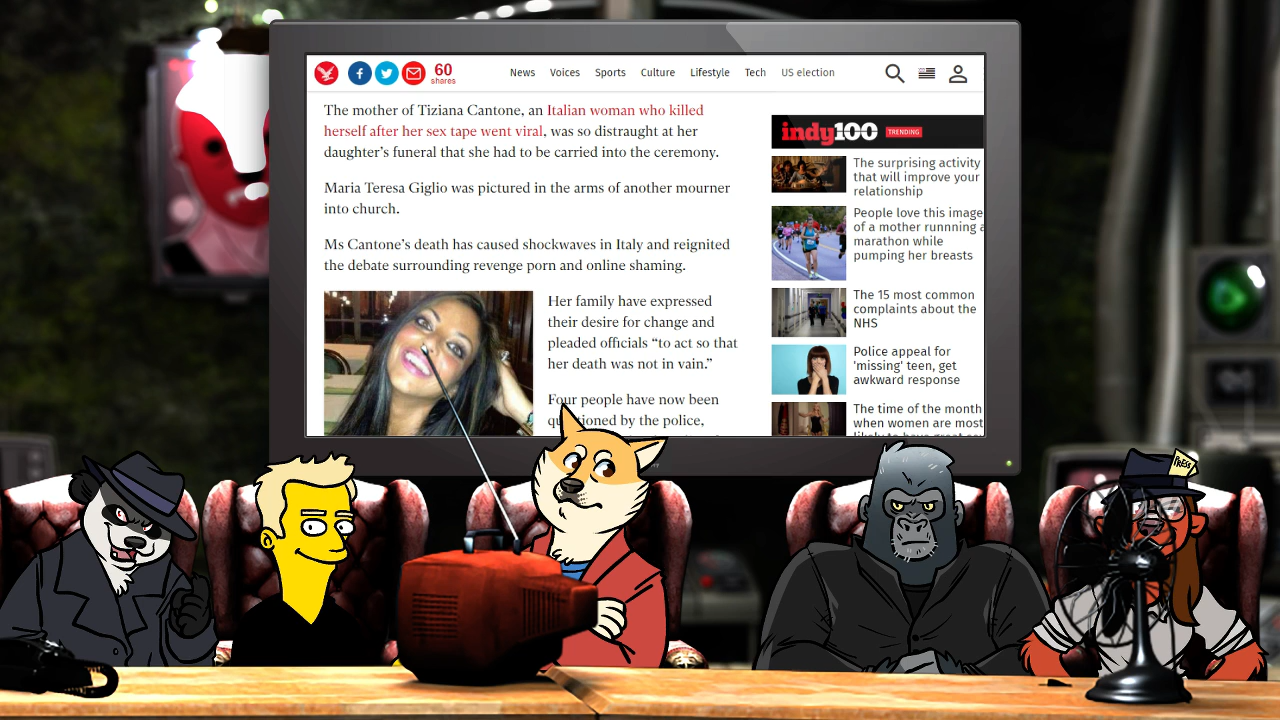 60
shares
News Voices Sports Culture Lifestyle Tech US election
The mother of Tiziana Cantone, an Italian woman who killed
herself after her sex tape went viral, was so distraught at her
daughter's funeral that she had to be carried into the ceremony.
Maria Teresa Giglio was pictured in the arms of another mourner
into church.
Ms Cantone's death has caused shockwaves in Italy and reignited
the debate surrounding revenge porn and online shaming.
Her family have expressed
their desire for change and
pleaded officials “to act so that
her death was not in vain.”
Four people have now been
by the police,
indy100 TRENDING
The surprising activity
that will improve your
relationship
People love this image
of a mother runnning a
marathon while
pumping her breasts
The 15 most common
complaints about the
NHS
Police appeal for
'missing' teen, get
awkward response
The time of the month
when women are most
PRESS